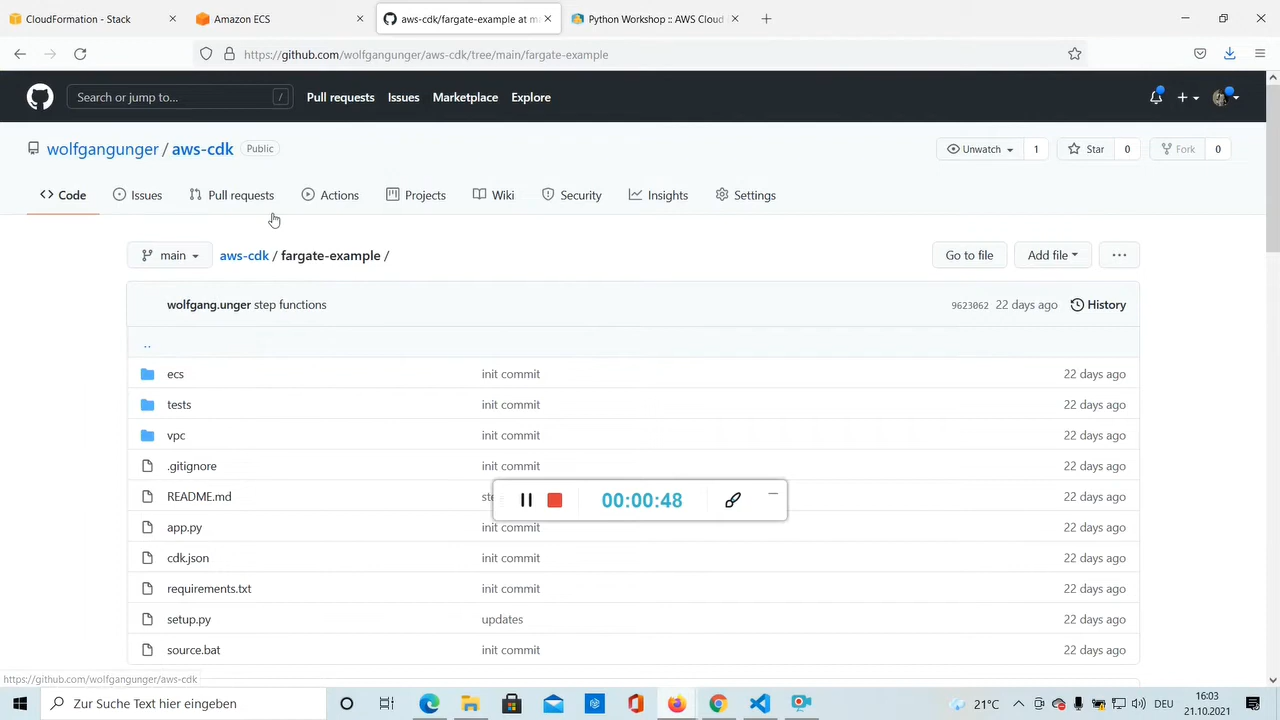 CloudFormation - Stack
Amazon ECS
aws-cdk/fargate-example at ma
Python Workshop :: AWS Cloud
https://github.com/wolfgangunger/aws-cdk/tree/main/fargate-example
Search or jump to...
/
Pull requests
Issues
Marketplace
Explore
wolfgangunger / aws-cdk
Public
Unwatch
1
Star
0
Fork
0
Code
Issues
Pull requests
Actions
Projects
Wiki
Security
Insights
Settings
main
aws-cdk / fargate-example /
Go to file
Add file
...
wolfgang.unger step functions
9623062 22 days ago
History
..
ecs
init commit
22 days ago
tests
init commit
22 days ago
vpc
init commit
22 days ago
.gitignore
init commit
22 days ago
README.md
22 days ago
00:00:48
app.py
init commit
22 days ago
cdk.json
init commit
22 days ago
requirements.txt
init commit
22 days ago
setup.py
updates
22 days ago
source.bat
init commit
22 days ago
https://github.com/wolfgangunger/aws-cdk
Zur Suche Text hier eingeben
21°C
DEU
16:03
21.10.2021